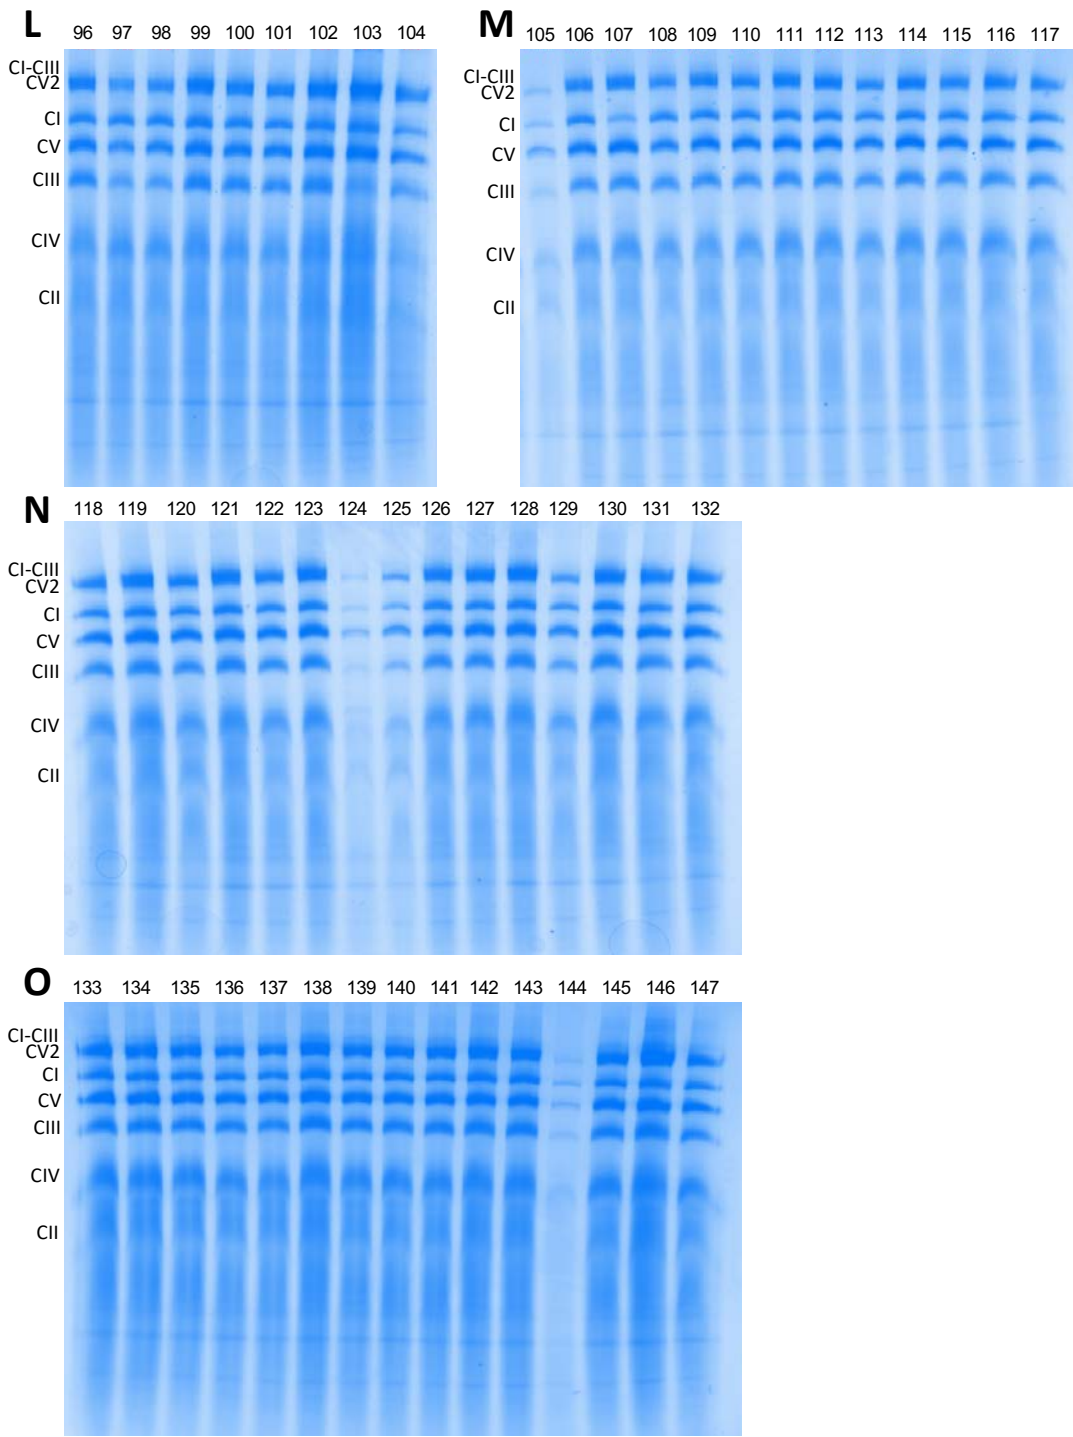 L
96 97 98 99 100 101 102 103 104
CI-CIII
CV2
CI
CV
CIII
CIV
CII
M
105 106 107 108 109 110 111 112 113 114 115 116 117
CI-CIII
CV2
CI
CV
CIII
CIV
CII
N
118 119 120 121 122 123 124 125 126 127 128 129 130 131 132
CI-CIII
CV2
CI
CV
CIII
CIV
CII
O
133 134 135 136 137 138 139 140 141 142 143 144 145 146 147
CI-CIII
CV2
CI
CV
CIII
CIV
CII